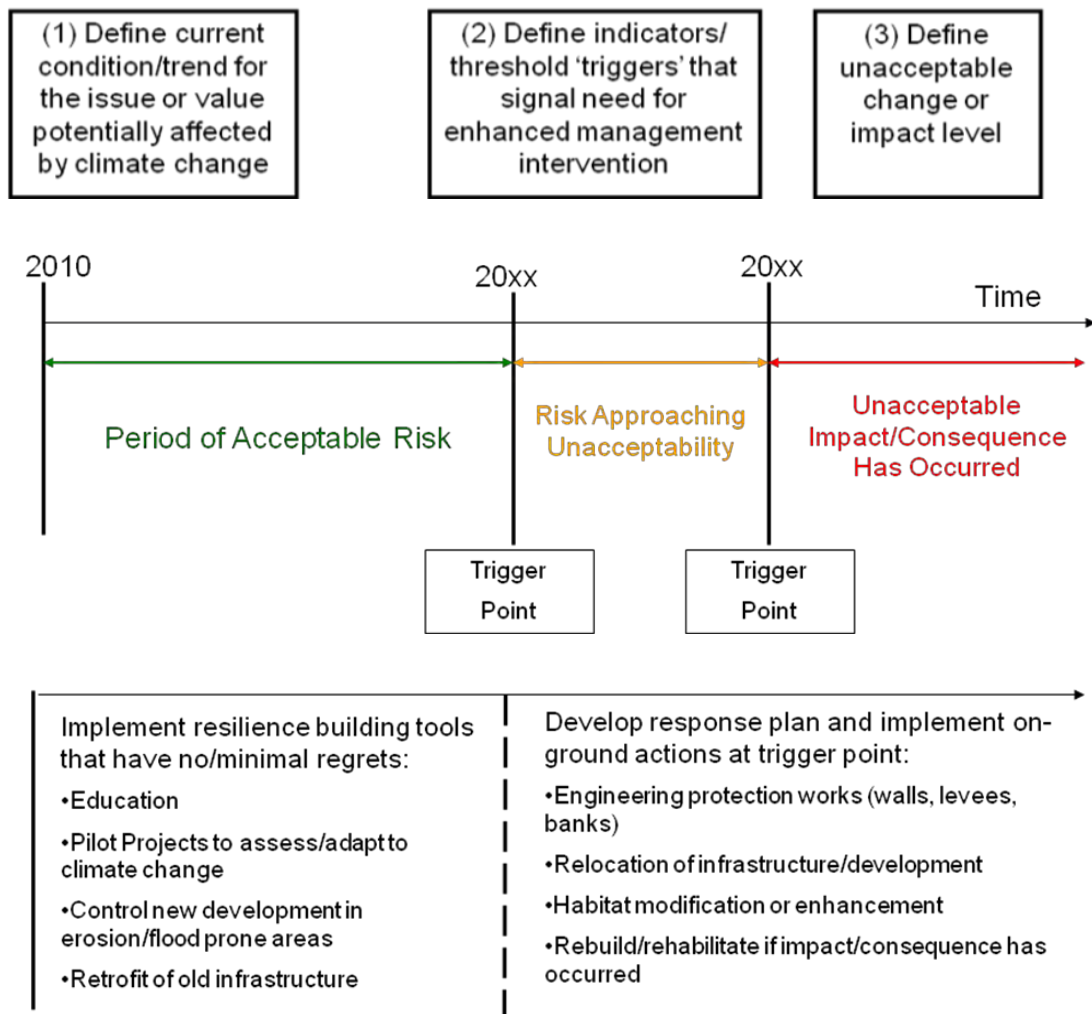 (1) Define current
condition/trend for
the issue or value
potentially affected
by climate change
(2) Define indicators/
threshold ‘triggers’ that
signal need for
enhanced management
intervention
(3) Define
unacceptable
change or
impact level
2010
20xx
20xx
Time
Period of Acceptable Risk
Risk Approaching
Unacceptability
Unacceptable
Impact/Consequence
Has Occurred
Trigger
Point
Trigger
Point
Implement resilience building tools
that have no/minimal regrets:
•Education
•Pilot Projects to assess/adapt to
climate change
•Control new development in
erosion/flood prone areas
•Retrofit of old infrastructure
Develop response plan and implement on-
ground actions at trigger point:
•Engineering protection works (walls, levees,
banks)
•Relocation of infrastructure/development
•Habitat modification or enhancement
•Rebuild/rehabilitate if impact/consequence has
occurred